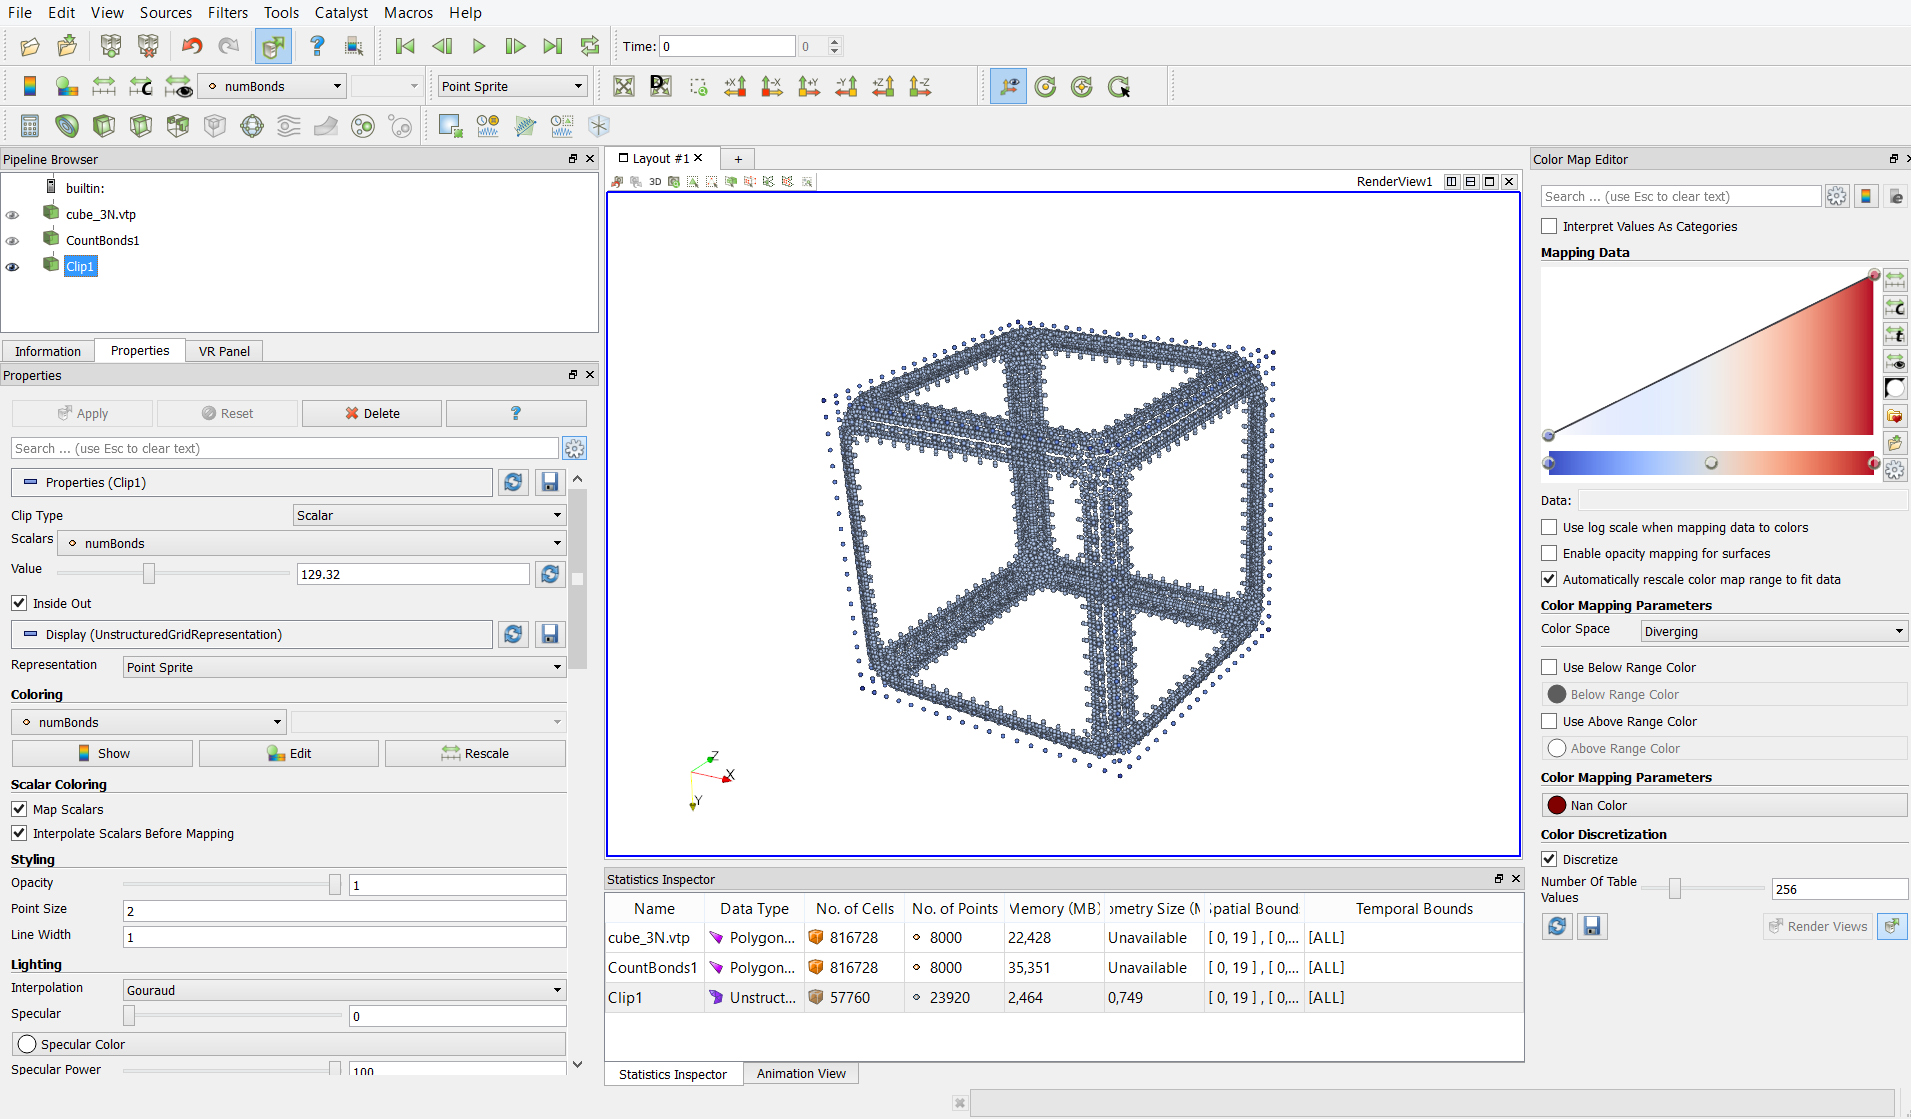 File Edit View Sources Filters Tools Catalyst Macros Help
Time: 0 0
numBonds Point Sprite +X -X +Y -Y +Z -Z
Pipeline Browser
builtin:
cube_3N.vtp
CountBonds1
Clip1
Information Properties VR Panel
Properties
Apply Reset Delete ?
Search ... (use Esc to clear text)
Properties (Clip1)
Clip Type Scalar
Scalars numBonds
Value 129.32
Inside Out
Display (UnstructuredGridRepresentation)
Representation Point Sprite
Coloring
numBonds
Show Edit Rescale
Scalar Coloring
Map Scalars
Interpolate Scalars Before Mapping
Styling
Opacity 1
Point Size 2
Line Width 1
Lighting
Interpolation Gouraud
Specular 0
Specular Color
Specular Power 100
Layout #1 +
3D RenderView1
Z
X
Y
Statistics Inspector
Name Data Type No. of Cells No. of Points Memory (MB) ometry Size (M patial Bound Temporal Bounds
cube_3N.vtp Polygon... 816728 8000 22,428 Unavailable [ 0, 19 ] , [ 0,... [ALL]
CountBonds1 Polygon... 816728 8000 35,351 Unavailable [ 0, 19 ] , [ 0,... [ALL]
Clip1 Unstruct... 57760 23920 2,464 0,749 [ 0, 19 ] , [ 0,... [ALL]
Statistics Inspector Animation View
Color Map Editor
Search ... (use Esc to clear text)
Interpret Values As Categories
Mapping Data
Data:
Use log scale when mapping data to colors
Enable opacity mapping for surfaces
Automatically rescale color map range to fit data
Color Mapping Parameters
Color Space Diverging
Use Below Range Color
Below Range Color
Use Above Range Color
Above Range Color
Color Mapping Parameters
Nan Color
Color Discretization
Discretize
Number Of Table Values 256
Render Views